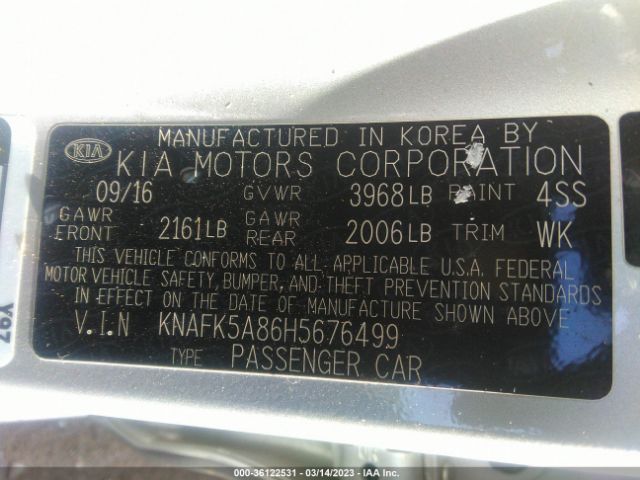 MANUFACTURED IN KOREA BY
KIA KIA MOTORS CORPORATION
09/16 GVWR 3968LB PAINT 4SS
GAWR FRONT 2161LB GAWR REAR 2006LB TRIM WK
THIS VEHICLE CONFORMS TO ALL APPLICABLE U.S.A. FEDERAL
MOTOR VEHICLE SAFETY, BUMPER, AND THEFT PREVENTION STANDARDS
IN EFFECT ON THE DATE OF MANUFACTURE SHOWN ABOVE
V.I.N KNAFK5A86H5676499
TYPE PASSENGER CAR
X97
000-36122531 - 03/14/2023 - IAA Inc.